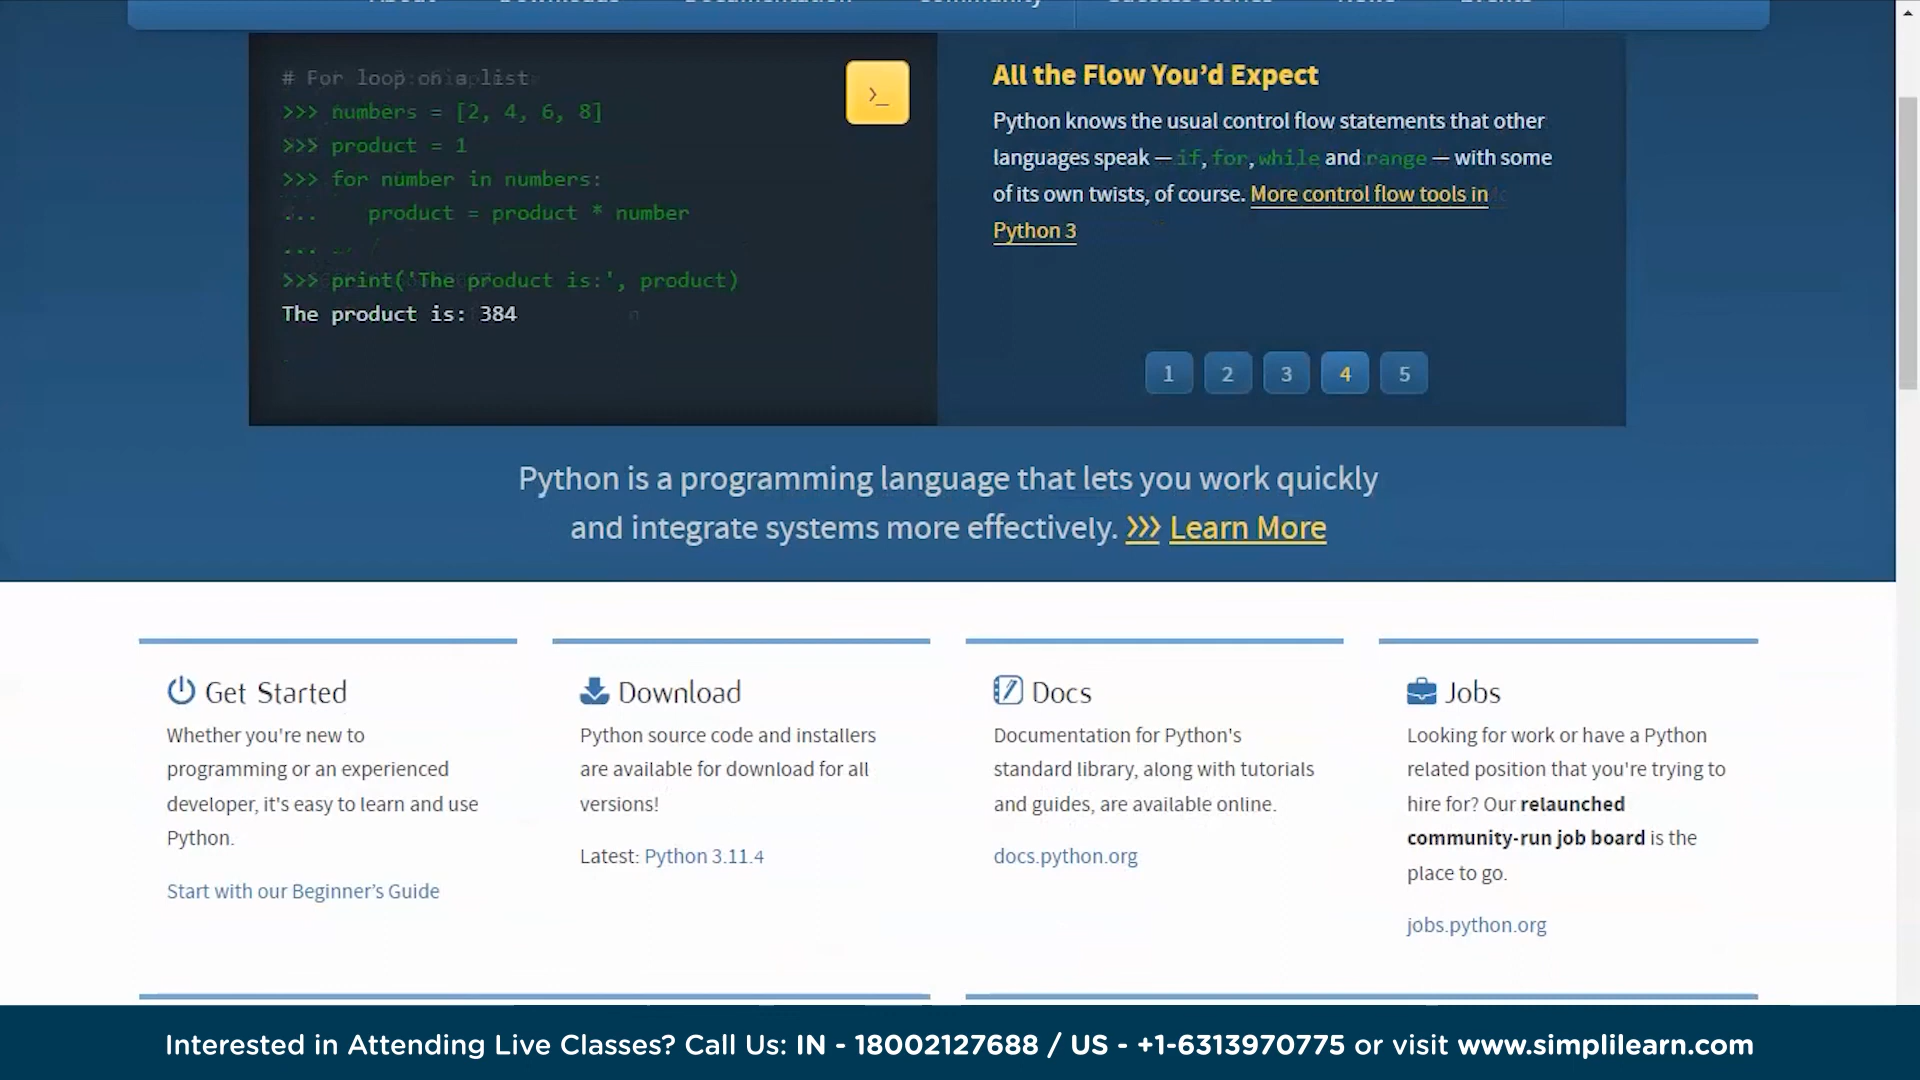 About Downloads Documentation Community Success Stories News Events
# For loop on a list
>>> numbers = [2, 4, 6, 8]
>>> product = 1
>>> for number in numbers:
...    product = product * number
...
>>> print('The product is:', product)
The product is: 384
>_
All the Flow You’d Expect
Python knows the usual control flow statements that other
languages speak — if, for, while and range — with some
of its own twists, of course. More control flow tools in
Python 3
1 2 3 4 5
Python is a programming language that lets you work quickly
and integrate systems more effectively. >>> Learn More
Get Started
Whether you're new to
programming or an experienced
developer, it's easy to learn and use
Python.
Start with our Beginner’s Guide
Download
Python source code and installers
are available for download for all
versions!
Latest: Python 3.11.4
Docs
Documentation for Python's
standard library, along with tutorials
and guides, are available online.
docs.python.org
Jobs
Looking for work or have a Python
related position that you're trying to
hire for? Our relaunched
community-run job board is the
place to go.
jobs.python.org
Interested in Attending Live Classes? Call Us: IN - 18002127688 / US - +1-6313970775 or visit www.simplilearn.com